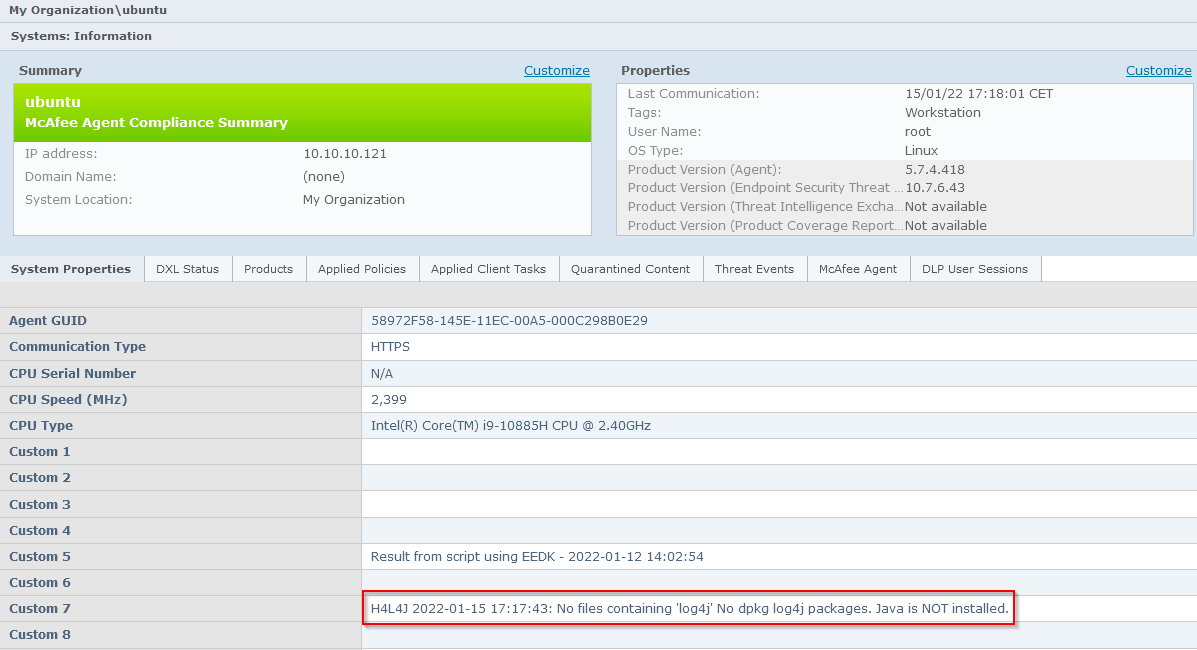 My Organization\ubuntu
Systems: Information
Summary
Customize
ubuntu
McAfee Agent Compliance Summary
IP address: 10.10.10.121
Domain Name: (none)
System Location: My Organization
Properties
Customize
Last Communication: 15/01/22 17:18:01 CET
Tags: Workstation
User Name: root
OS Type: Linux
Product Version (Agent): 5.7.4.418
Product Version (Endpoint Security Threat ... 10.7.6.43
Product Version (Threat Intelligence Excha... Not available
Product Version (Product Coverage Report... Not available
System Properties DXL Status Products Applied Policies Applied Client Tasks Quarantined Content Threat Events McAfee Agent DLP User Sessions
Agent GUID 58972F58-145E-11EC-00A5-000C298B0E29
Communication Type HTTPS
CPU Serial Number N/A
CPU Speed (MHz) 2,399
CPU Type Intel(R) Core(TM) i9-10885H CPU @ 2.40GHz
Custom 1
Custom 2
Custom 3
Custom 4
Custom 5 Result from script using EEDK - 2022-01-12 14:02:54
Custom 6
Custom 7 H4L4J 2022-01-15 17:17:43: No files containing 'log4j' No dpkg log4j packages. Java is NOT installed.
Custom 8